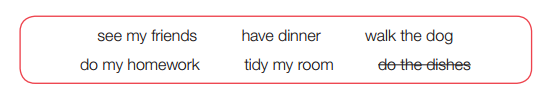 see my friends have dinner walk the dog
do my homework tidy my room do the dishes